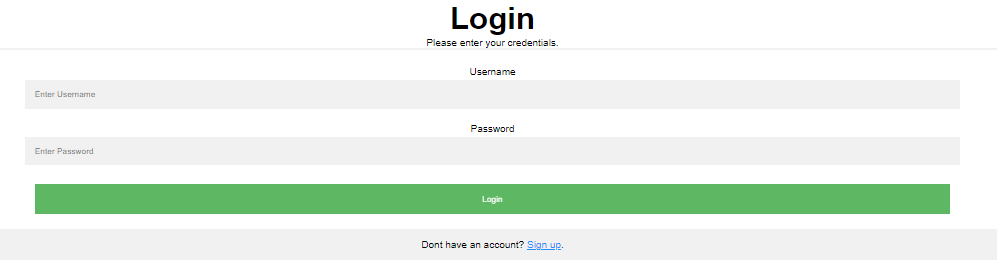 Login
Please enter your credentials.
Username
Enter Username
Password
Enter Password
Login
Dont have an account? Sign up.